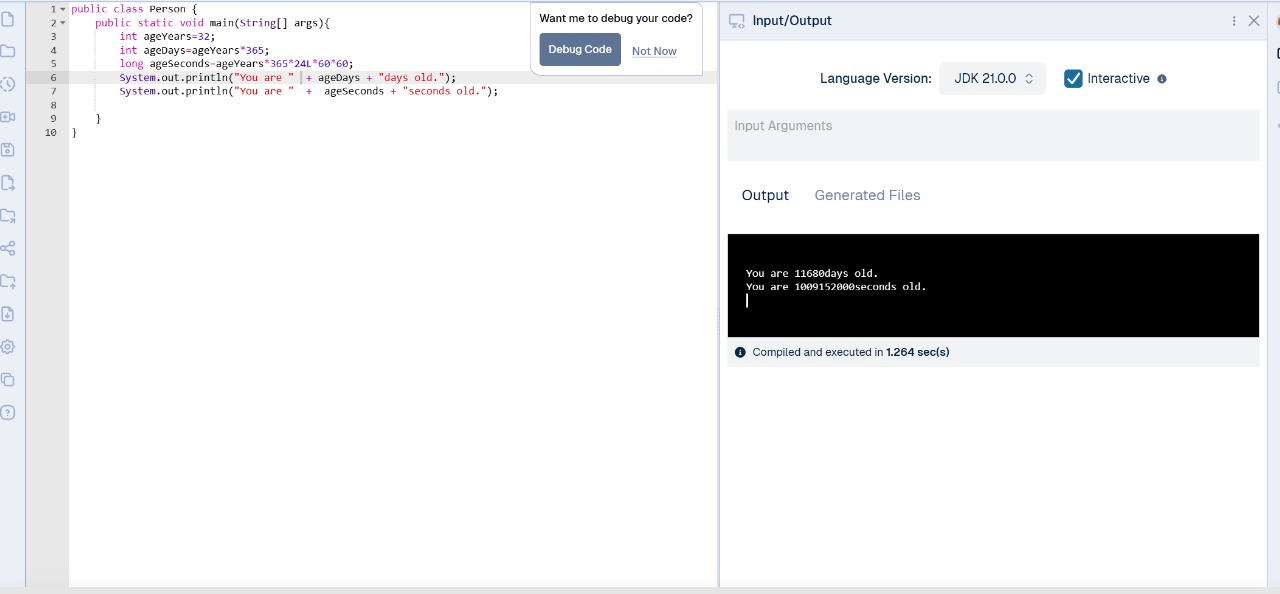 1 public class Person {
2 public static void main(String[] args){
3 int ageYears=32;
4 int ageDays=ageYears*365;
5 long ageSeconds=ageYears*365*24L*60*60;
6 System.out.println("You are " + ageDays + "days old.");
7 System.out.println("You are " + ageSeconds + "seconds old.");
8
9 }
10 }
Want me to debug your code?
Debug Code Not Now
Input/Output
Language Version: JDK 21.0.0 Interactive
Input Arguments
Output Generated Files
You are 11680days old.
You are 1009152000seconds old.
Compiled and executed in 1.264 sec(s)